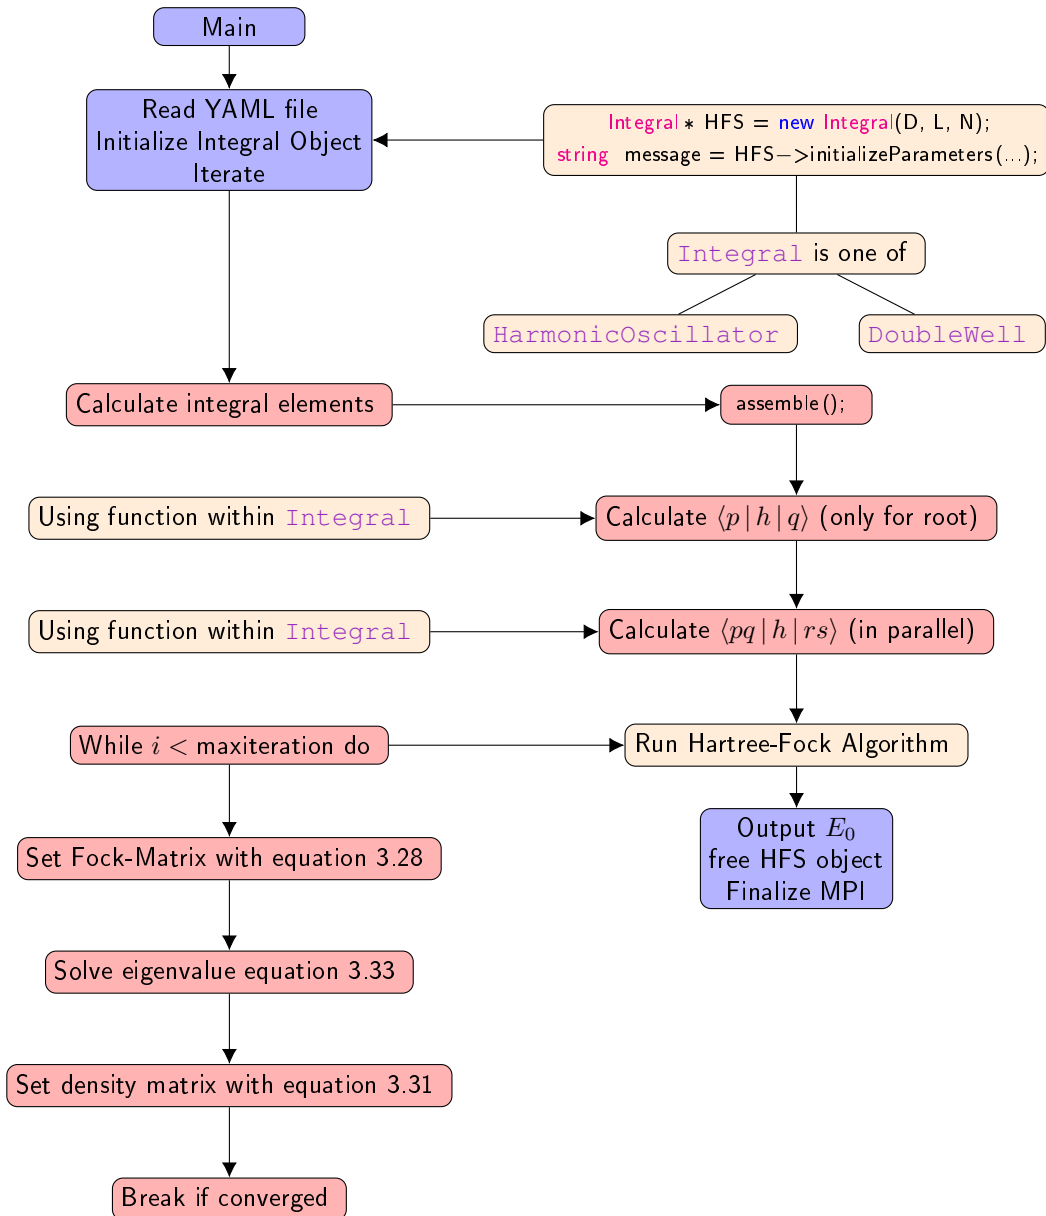 Main
Read YAML file
Initialize Integral Object
Iterate
Integral * HFS = new Integral(D, L, N);
string message = HFS−>initializeParameters(...);
Integral is one of
HarmonicOscillator
DoubleWell
Calculate integral elements
assemble();
Using function within Integral
Calculate ⟨p | h | q⟩ (only for root)
Using function within Integral
Calculate ⟨pq | h | rs⟩ (in parallel)
While i < maxiteration do
Run Hartree-Fock Algorithm
Output E₀
free HFS object
Finalize MPI
Set Fock-Matrix with equation 3.28
Solve eigenvalue equation 3.33
Set density matrix with equation 3.31
Break if converged